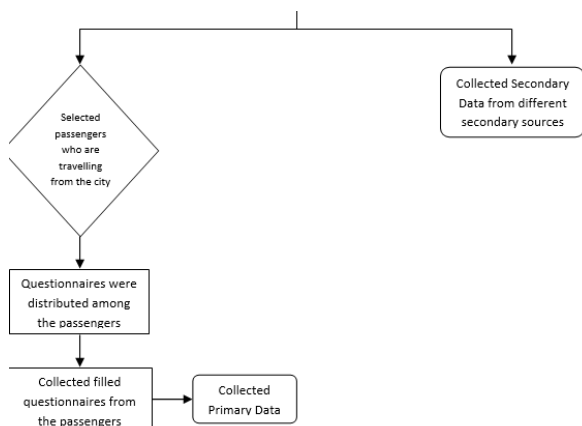 Selected
passengers
who are
travelling
from the city
Collected Secondary
Data from different
secondary sources
Questionnaires were
distributed among
the passengers
Collected filled
questionnaires from
the passengers
Collected
Primary Data